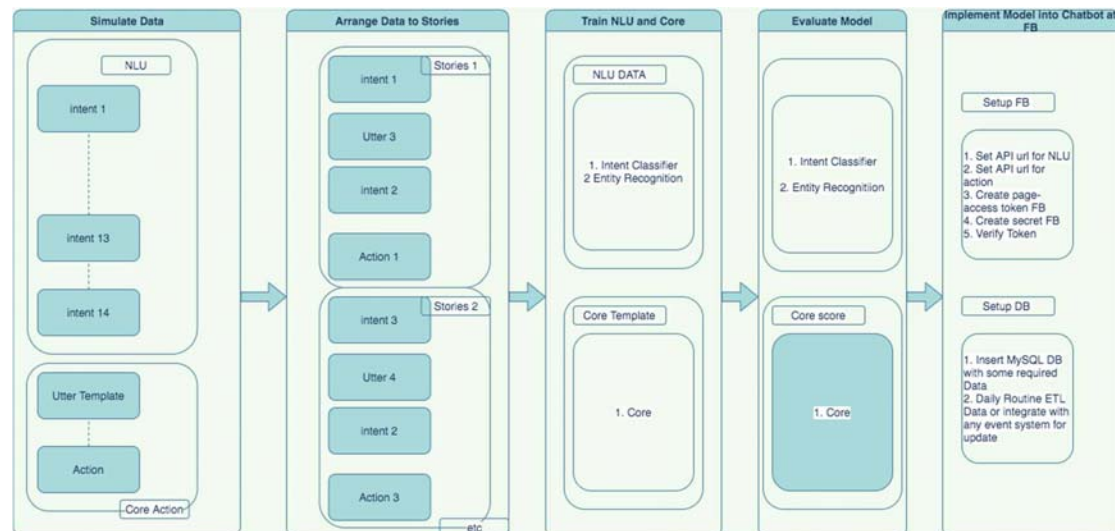 Simulate Data
NLU
intent 1
intent 13
intent 14
Utter Template
Action
Core Action
Arrange Data to Stories
Stories 1
intent 1
Utter 3
intent 2
Action 1
Stories 2
intent 3
Utter 4
intent 2
Action 3
etc
Train NLU and Core
NLU DATA
1. Intent Classifier
2 Entity Recognition
Core Template
1. Core
Evaluate Model
1. Intent Classifier
2. Entity Recognitiion
Core score
1. Core
Implement Model into Chatbot at
FB
Setup FB
1. Set API url for NLU
2. Set API url for
action
3. Create page-
access token FB
4. Create secret FB
5. Verify Token
Setup DB
1. Insert MySQL DB
with some required
Data
2. Daily Routine ETL
Data or integrate with
any event system for
update